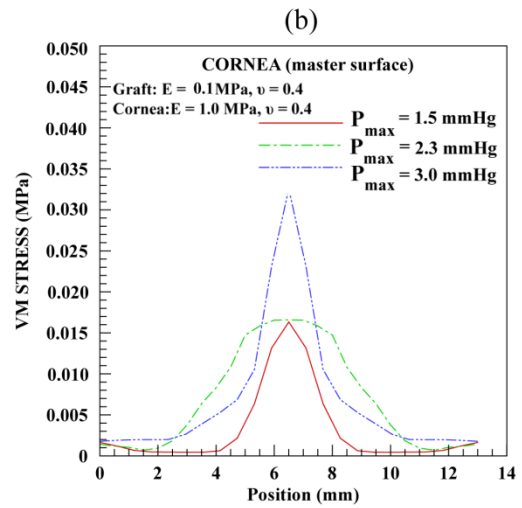 (b)
CORNEA (master surface)
Graft: E = 0.1MPa, υ = 0.4
Cornea:E = 1.0 MPa, υ = 0.4
P_max = 1.5 mmHg
P_max = 2.3 mmHg
P_max = 3.0 mmHg
VM STRESS (MPa)
0.050
0.045
0.040
0.035
0.030
0.025
0.020
0.015
0.010
0.005
0
0 2 4 6 8 10 12 14
Position (mm)